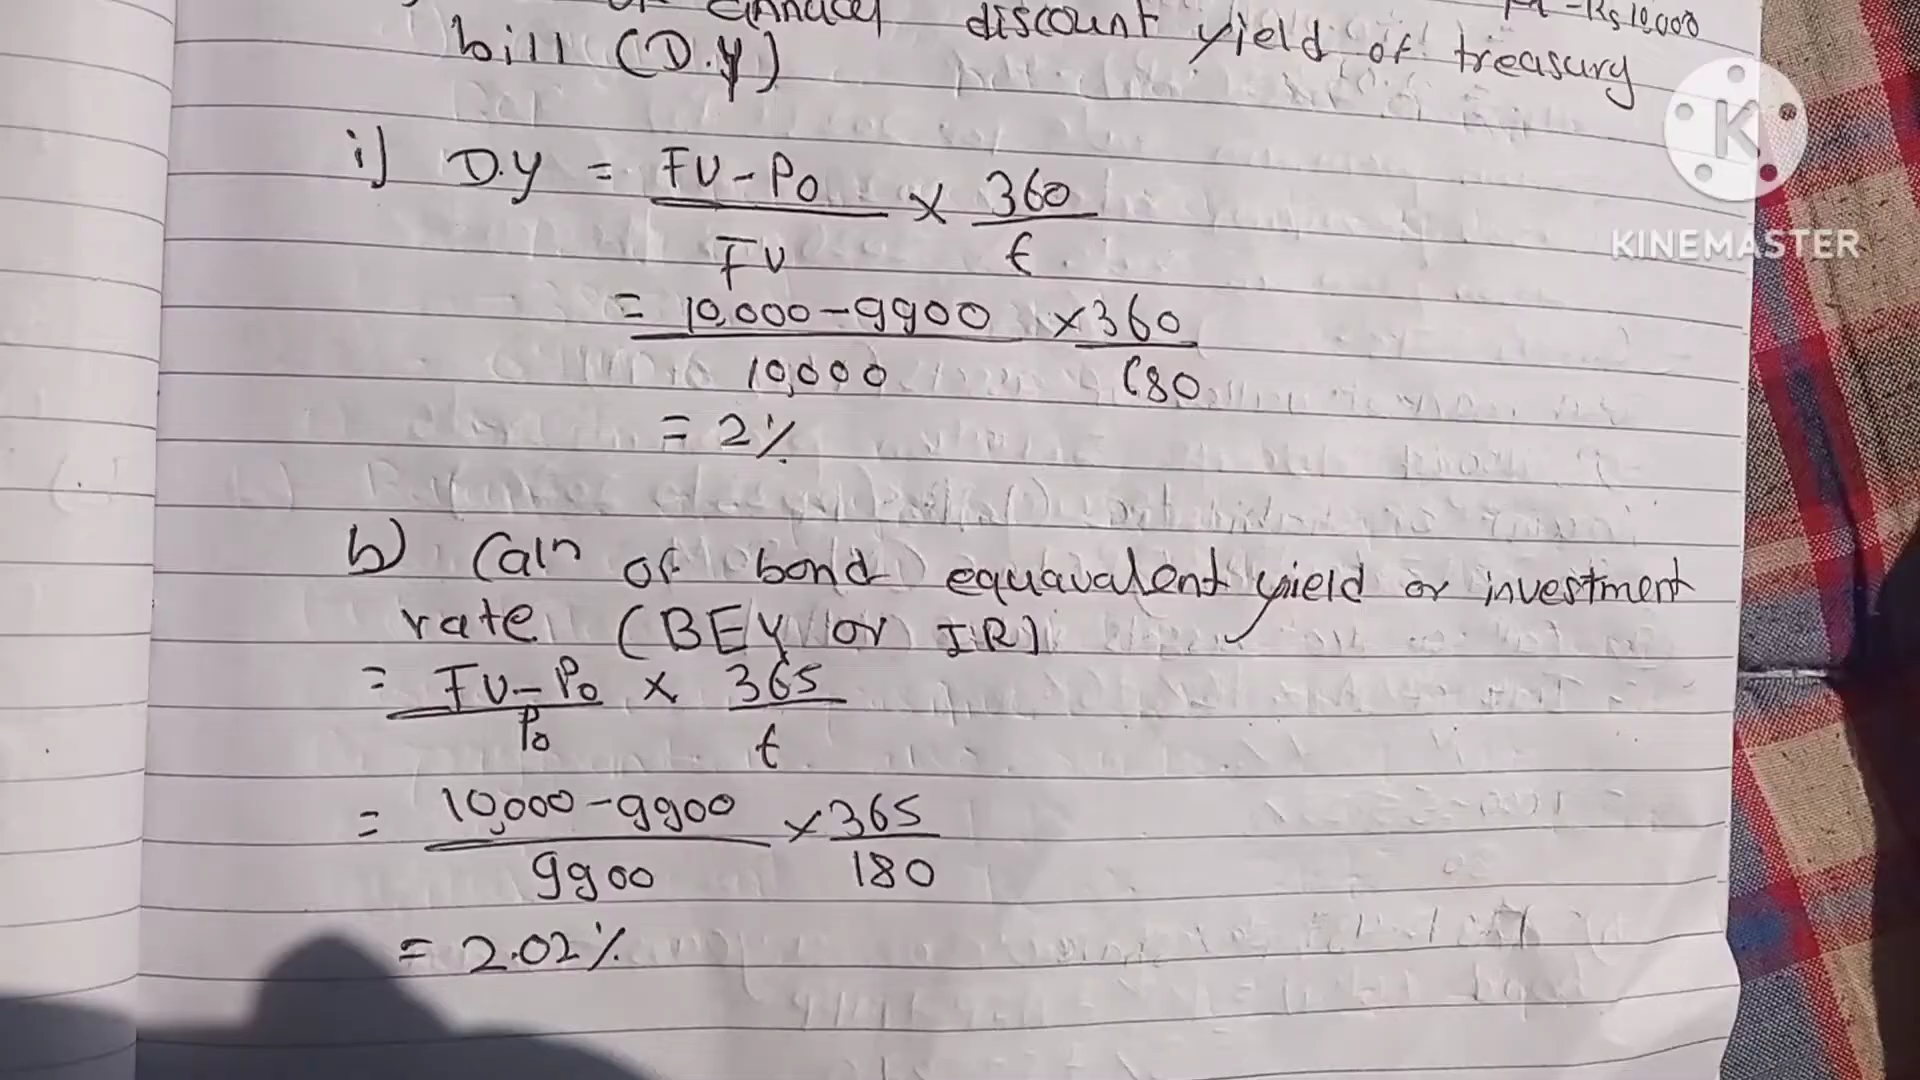 discount yield of treasury
- Rs 10,000
bill (D.Y)
i) D.Y = FV - P0 / FV × 360 / t
= 10,000 - 9900 / 10,000 × 360 / 180
= 2%
b) Caln of bond equavalent yield or investment
rate (BEY or IR)
= FV - P0 / P0 × 365 / t
= 10,000 - 9900 / 9900 × 365 / 180
= 2.02%
K
KINEMASTER